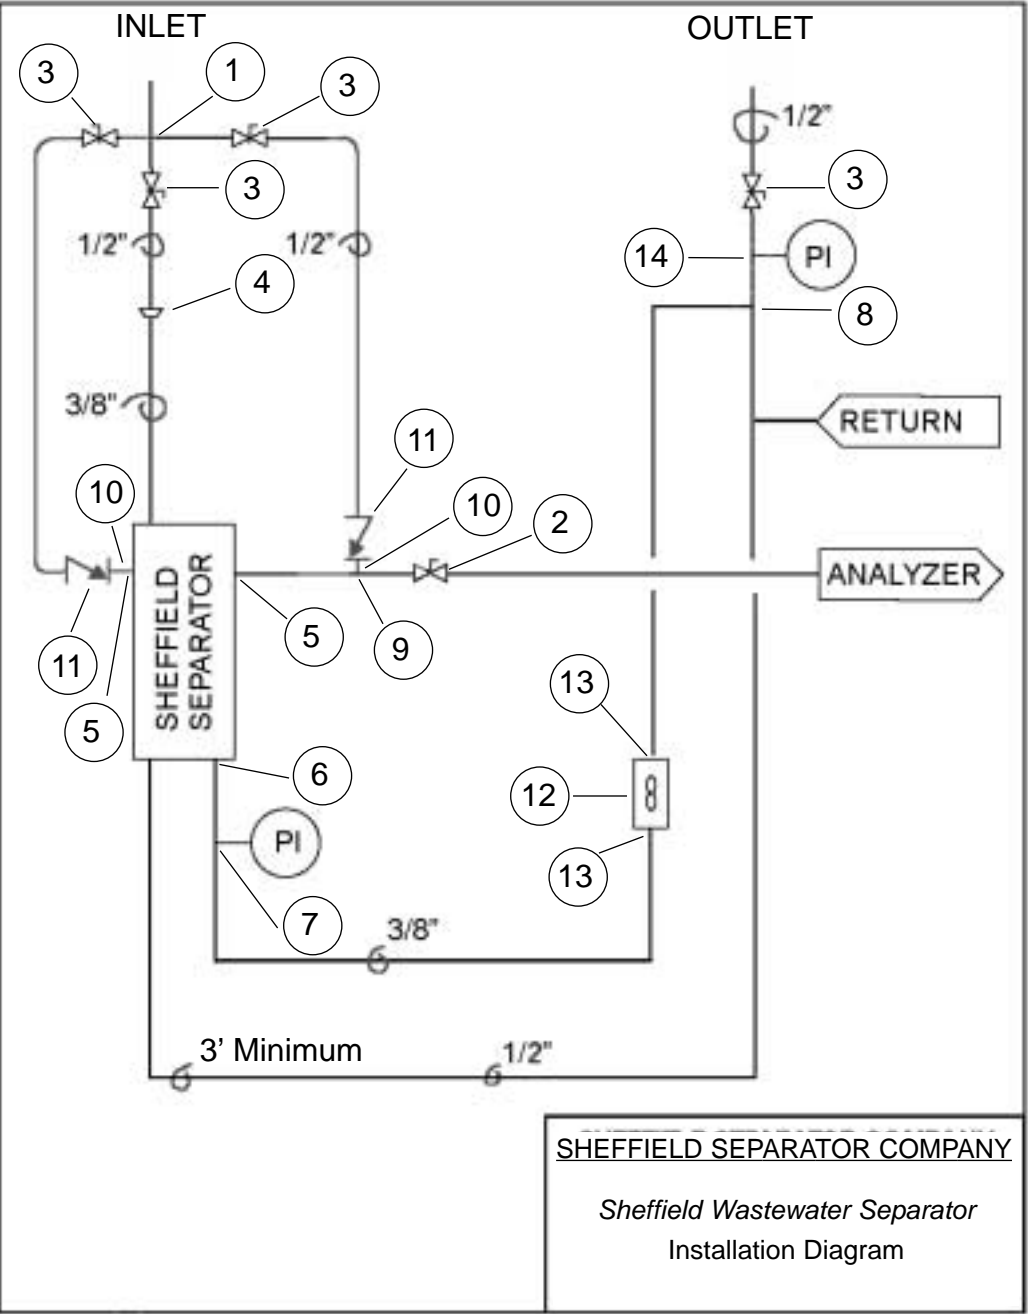 INLET
OUTLET
3
1
3
1/2"
3
3
1/2"
1/2"
14
PI
4
8
3/8"
RETURN
11
10
10
2
SHEFFIELD
SEPARATOR
ANALYZER
5
9
11
13
5
6
12
PI
13
7
3/8"
3' Minimum
1/2"
SHEFFIELD SEPARATOR COMPANY
Sheffield Wastewater Separator
Installation Diagram